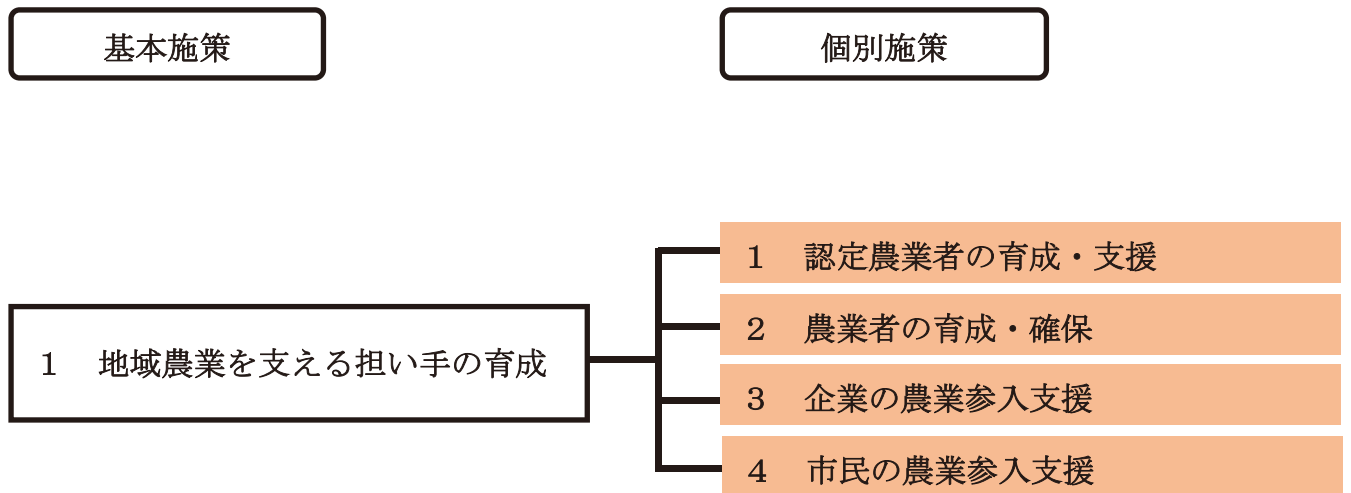 基本施策
個別施策
1 地域農業を支える担い手の育成
1 認定農業者の育成・支援
2 農業者の育成・確保
3 企業の農業参入支援
4 市民の農業参入支援